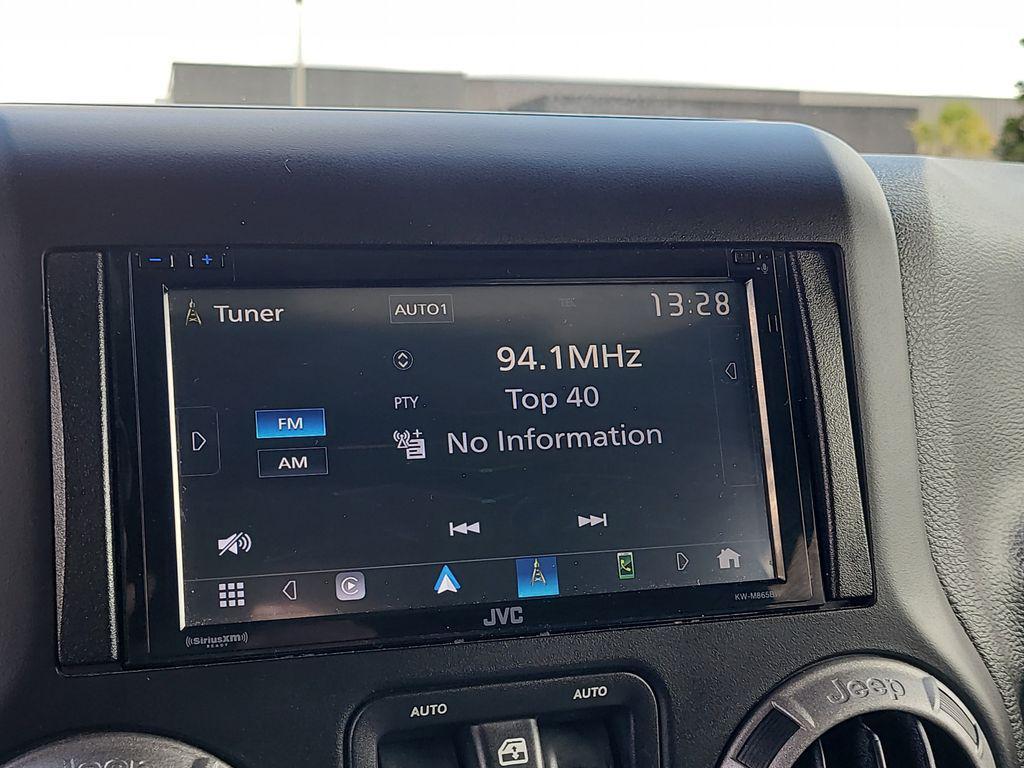 − +
Tuner AUTO1 13:28
94.1MHz
PTY Top 40
No Information
FM
AM
JVC
KW-M865BW
((SiriusXM))
READY
AUTO AUTO
Jeep
Jeep